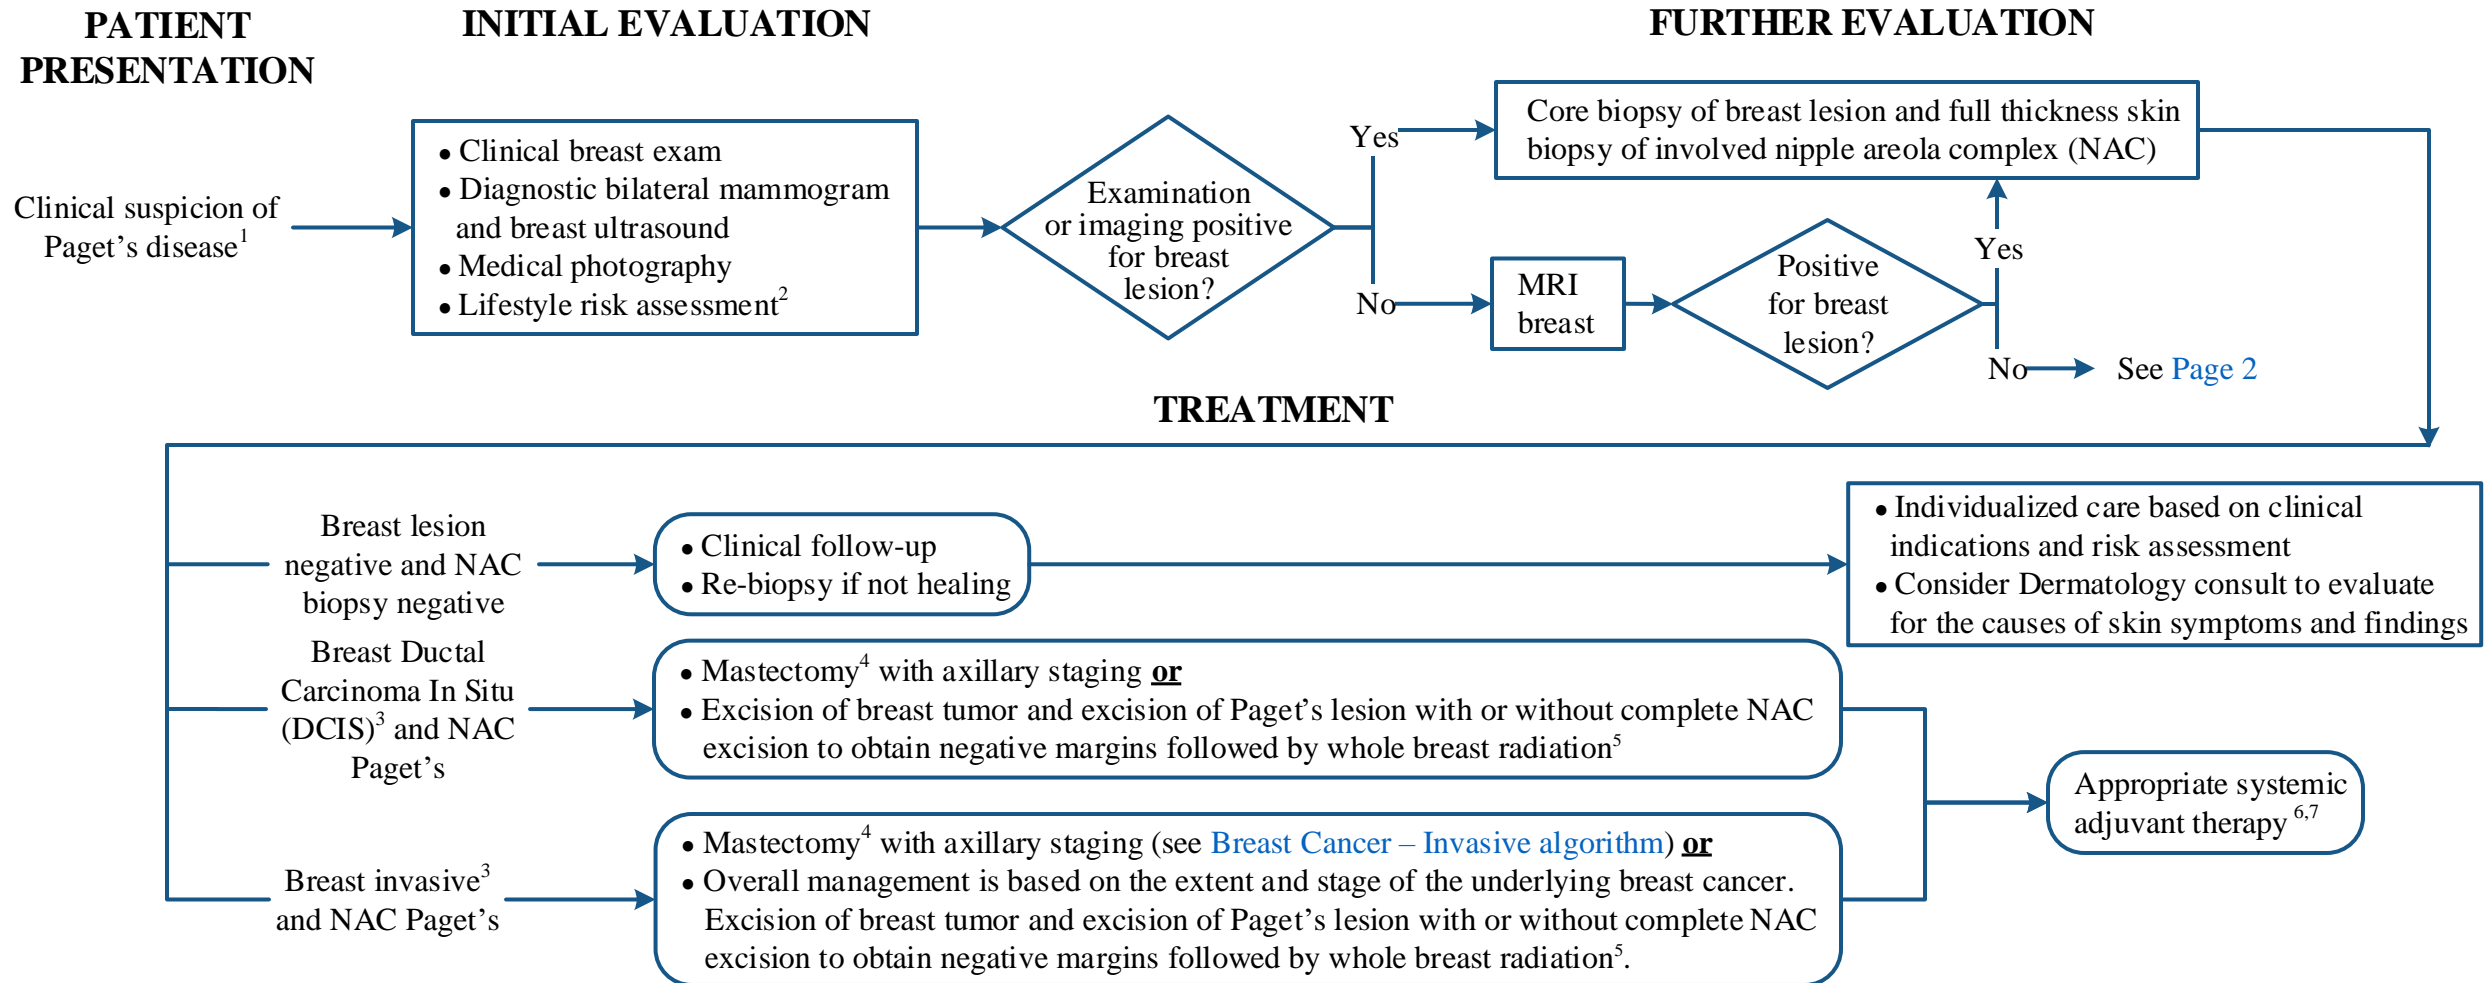 PATIENT
PRESENTATION
INITIAL EVALUATION
FURTHER EVALUATION
Clinical suspicion of
Paget’s disease1
• Clinical breast exam
• Diagnostic bilateral mammogram
and breast ultrasound
• Medical photography
• Lifestyle risk assessment2
Examination
or imaging positive
for breast
lesion?
Yes
Core biopsy of breast lesion and full thickness skin
biopsy of involved nipple areola complex (NAC)
No
MRI
breast
Positive
for breast
lesion?
Yes
No
See Page 2
TREATMENT
Breast lesion
negative and NAC
biopsy negative
• Clinical follow-up
• Re-biopsy if not healing
• Individualized care based on clinical
indications and risk assessment
• Consider Dermatology consult to evaluate
for the causes of skin symptoms and findings
Breast Ductal
Carcinoma In Situ
(DCIS)3 and NAC
Paget’s
• Mastectomy4 with axillary staging or
• Excision of breast tumor and excision of Paget’s lesion with or without complete NAC
excision to obtain negative margins followed by whole breast radiation5
Breast invasive3
and NAC Paget’s
• Mastectomy4 with axillary staging (see Breast Cancer – Invasive algorithm) or
• Overall management is based on the extent and stage of the underlying breast cancer.
Excision of breast tumor and excision of Paget’s lesion with or without complete NAC
excision to obtain negative margins followed by whole breast radiation5.
Appropriate systemic
adjuvant therapy 6,7